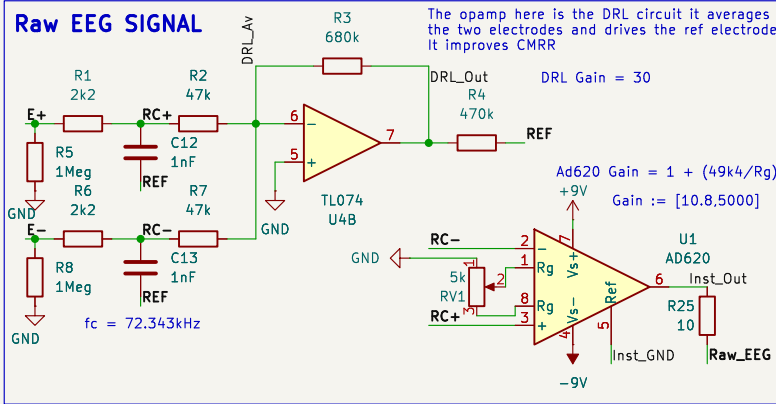 Raw EEG SIGNAL
The opamp here is the DRL circuit it averages
the two electrodes and drives the ref electrode
It improves CMRR
DRL_Av
R3
680k
DRL_Out
DRL Gain = 30
R1
2k2
R2
47k
R4
470k
E+
RC+
6
7
REF
R5
1Meg
C12
1nF
5
REF
GND
GND
TL074
U4B
Ad620 Gain = 1 + (49k4/Rg)
Gain := [10.8,5000]
R6
2k2
R7
47k
E-
RC-
R8
1Meg
C13
1nF
REF
GND
fc = 72.343kHz
+9V
RC-
2
7
U1
AD620
GND
1
1
Rg
Vs+
5k
RV1
2
6
Inst_Out
3
8
Rg
Vs-
Ref
R25
10
RC+
3
4
5
Inst_GND
Raw_EEG
-9V